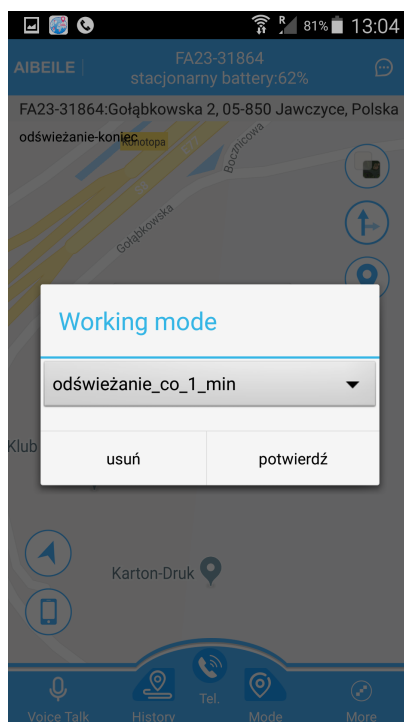 R 81% 13:04
AIBEILE
FA23-31864
stacjonarny battery:62%
FA23-31864:Gołąbkowska 2, 05-850 Jawczyce, Polska
odświeżanie-koniec
Konotopa
Bocznicowa
Gołąbkowska
Working mode
odświeżanie_co_1_min
Klub
usuń potwierdź
Karton-Druk
Tel.
Voice Talk History Mode More